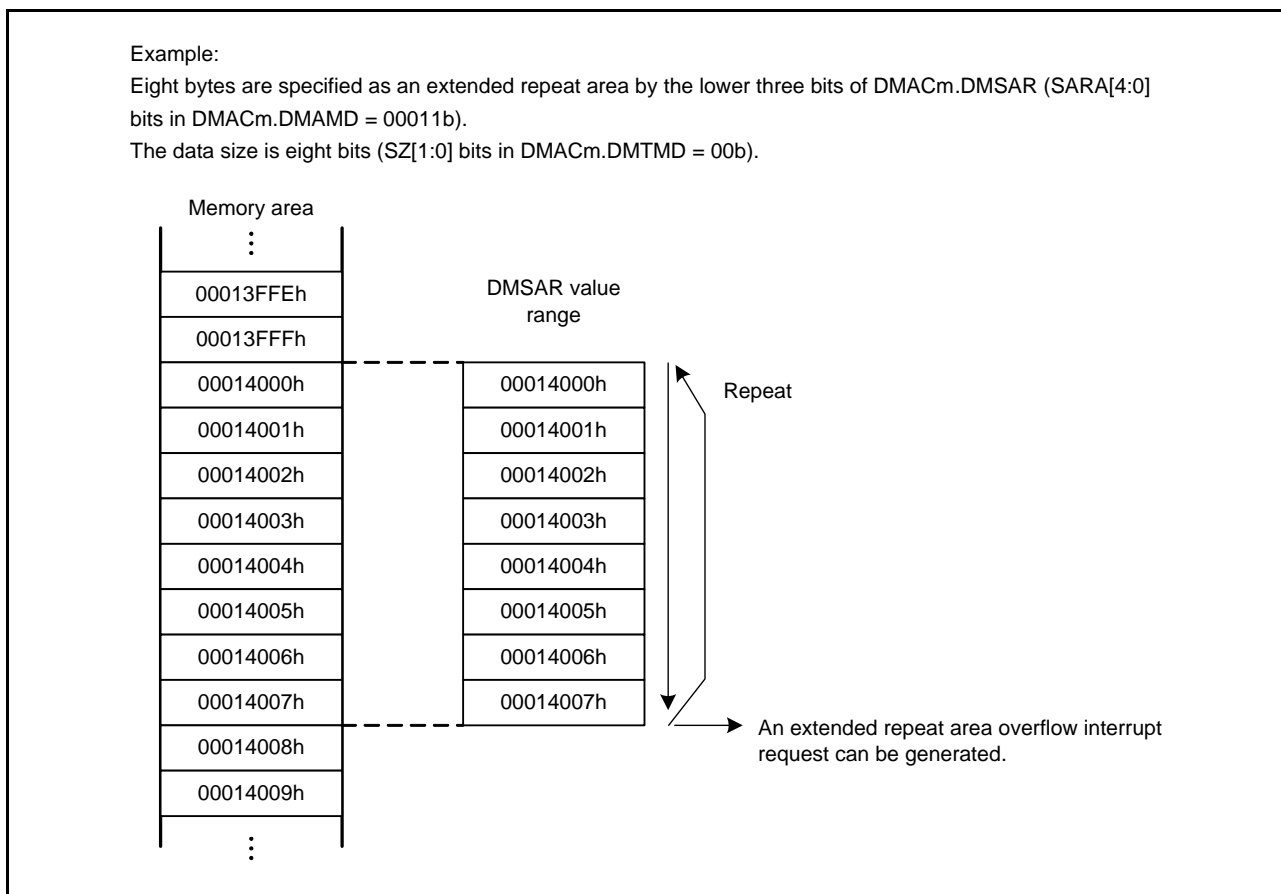 Example:
Eight bytes are specified as an extended repeat area by the lower three bits of DMACm.DMSAR (SARA[4:0]
bits in DMACm.DMAMD = 00011b).
The data size is eight bits (SZ[1:0] bits in DMACm.DMTMD = 00b).
Memory area
00013FFEh
00013FFFh
00014000h
00014001h
00014002h
00014003h
00014004h
00014005h
00014006h
00014007h
00014008h
00014009h
DMSAR value
range
00014000h
00014001h
00014002h
00014003h
00014004h
00014005h
00014006h
00014007h
Repeat
An extended repeat area overflow interrupt
request can be generated.